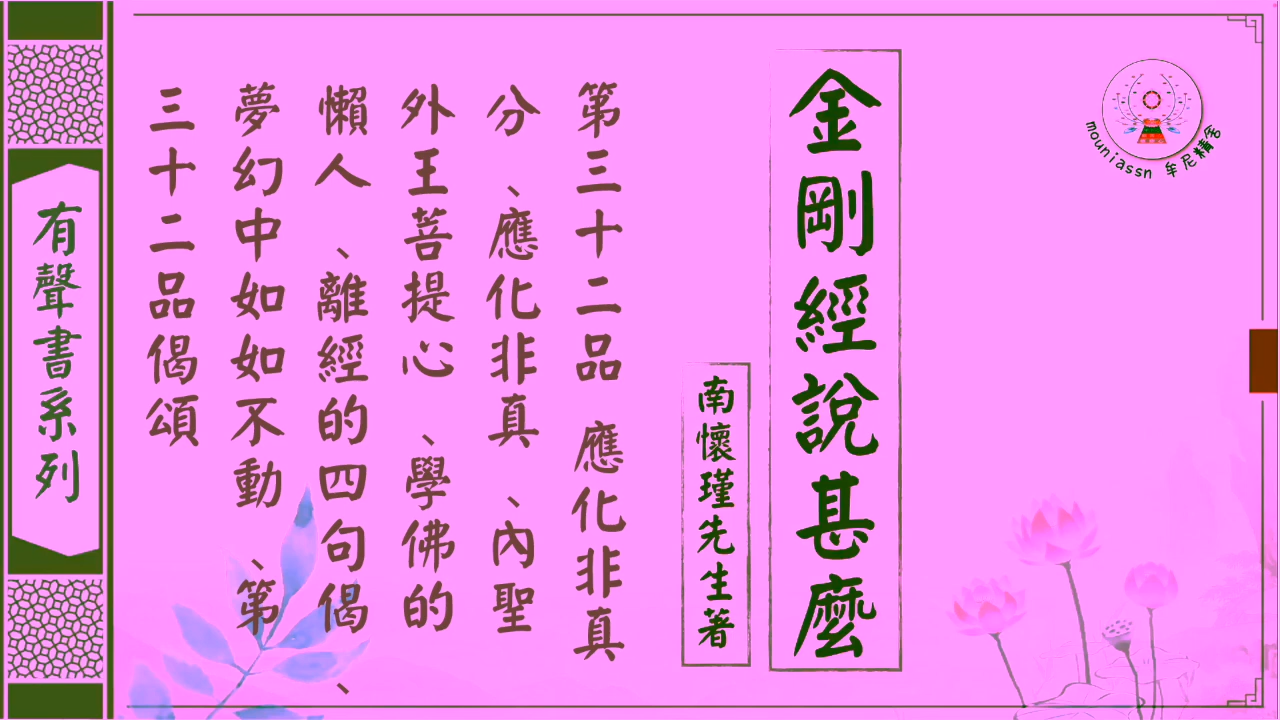 金剛經說甚麼
南懷瑾先生著
第三十二品 應化非真
分、應化非真、內聖
外王菩提心、學佛的
懶人、離經的四句偈、
夢幻中如如不動、第
三十二品偈頌
有聲書系列
mouniassn 牟尼精舍